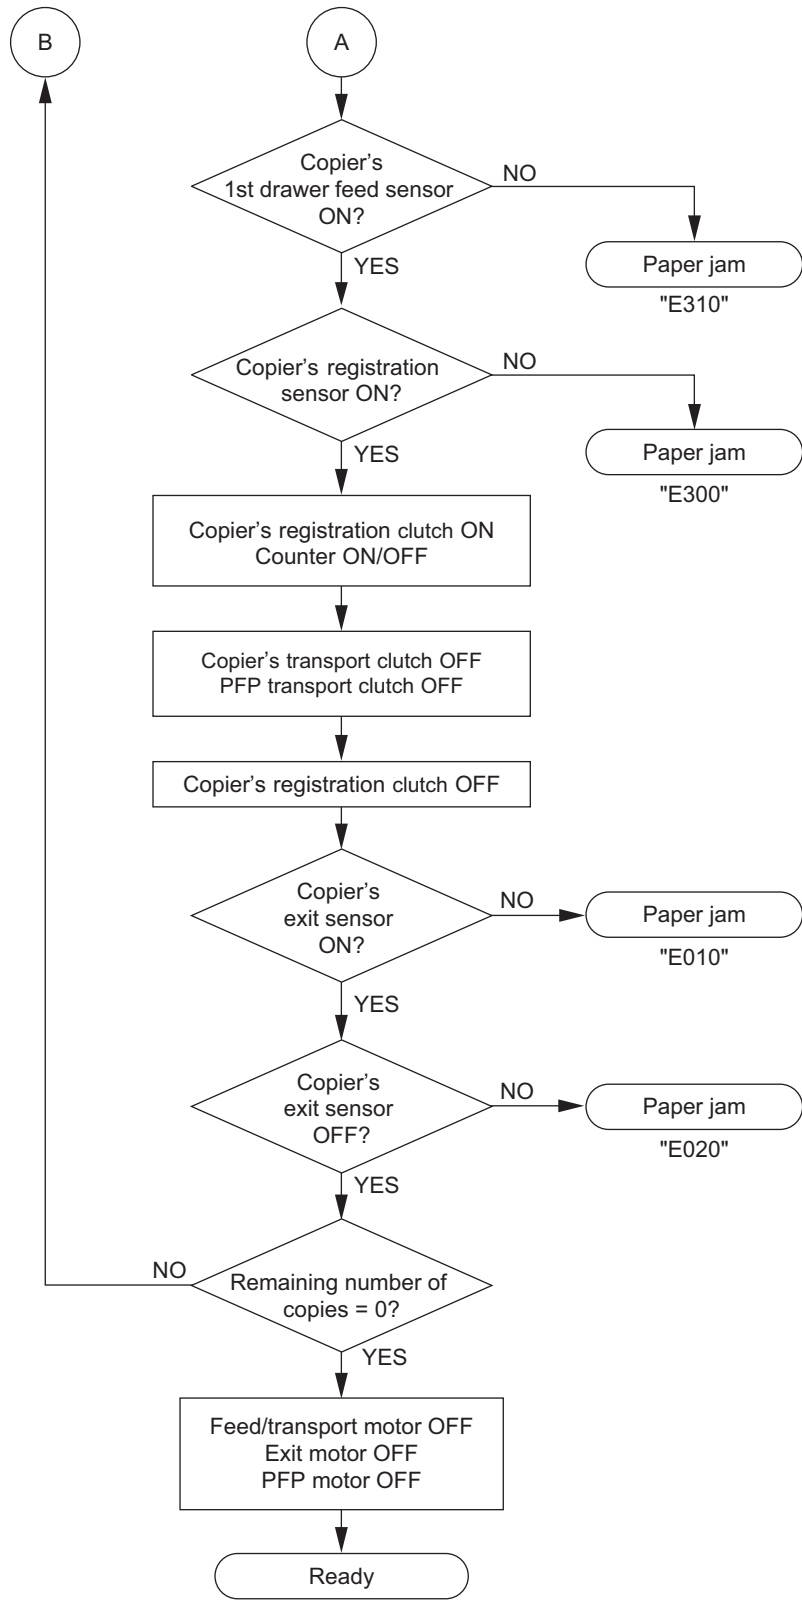 B
A
Copier’s
1st drawer feed sensor
ON?
NO
Paper jam
"E310"
YES
Copier’s registration
sensor ON?
NO
Paper jam
"E300"
YES
Copier’s registration clutch ON
Counter ON/OFF
Copier’s transport clutch OFF
PFP transport clutch OFF
Copier’s registration clutch OFF
Copier’s
exit sensor
ON?
NO
Paper jam
"E010"
YES
Copier’s
exit sensor
OFF?
NO
Paper jam
"E020"
YES
Remaining number of
copies = 0?
NO
YES
Feed/transport motor OFF
Exit motor OFF
PFP motor OFF
Ready